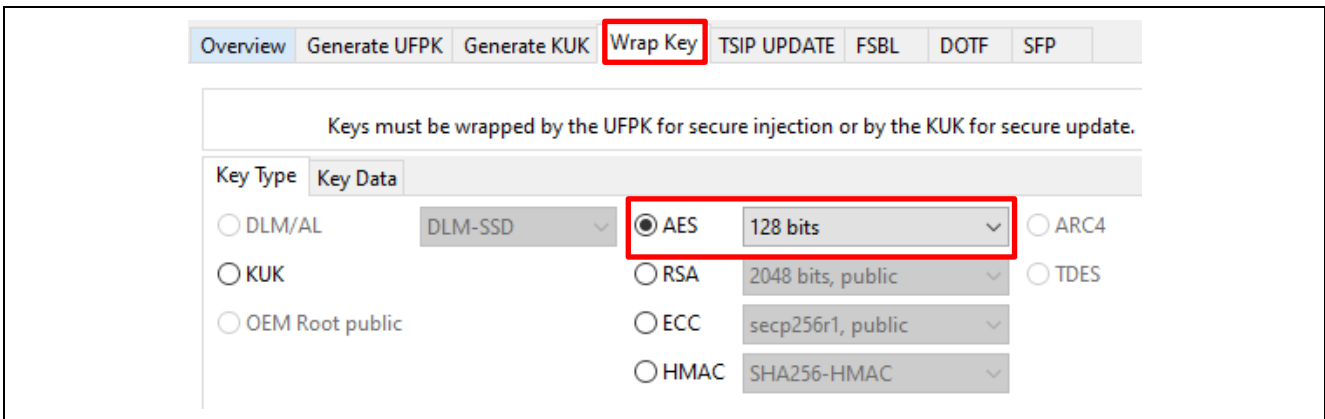 Overview Generate UFPK Generate KUK Wrap Key TSIP UPDATE FSBL DOTF SFP
Keys must be wrapped by the UFPK for secure injection or by the KUK for secure update.
Key Type Key Data
DLM/AL DLM-SSD AES 128 bits ARC4
KUK RSA 2048 bits, public TDES
OEM Root public ECC secp256r1, public
HMAC SHA256-HMAC